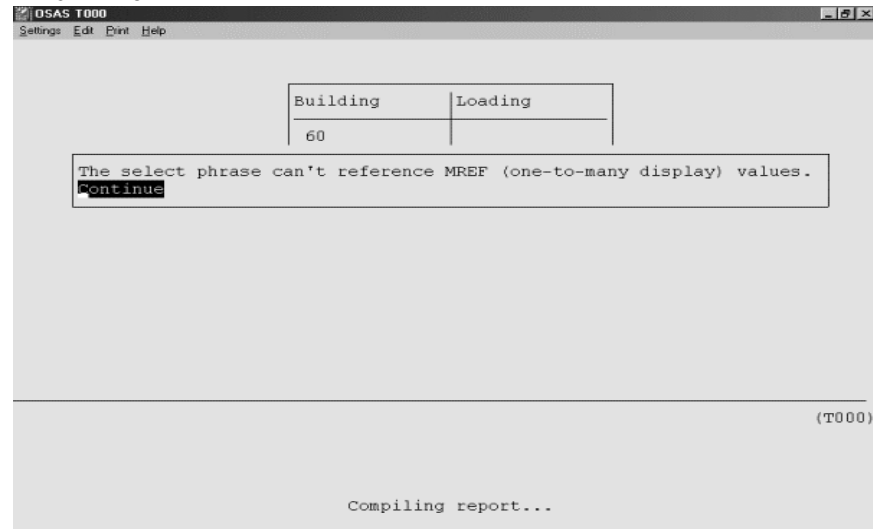 OSAS T000
Settings Edit Print Help
Building Loading
60
The select phrase can't reference MREF (one-to-many display) values.
Continue
(T000)
Compiling report...